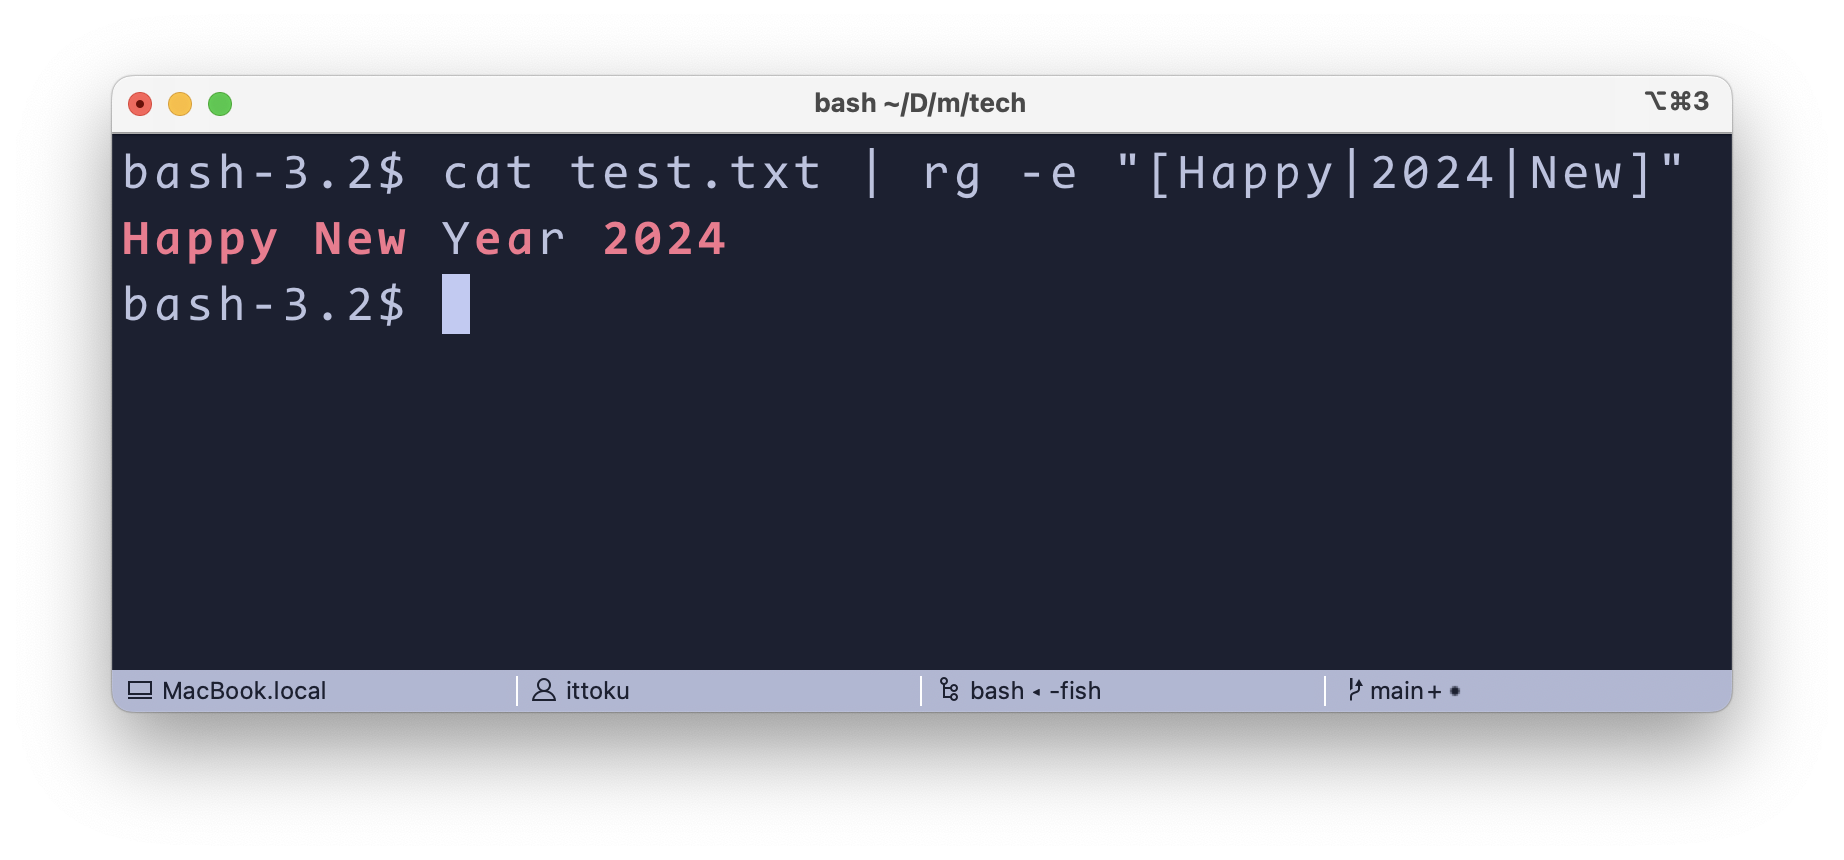 bash ~/D/m/tech
⌥⌘3
bash-3.2$ cat test.txt | rg -e "[Happy|2024|New]"
Happy New Year 2024
bash-3.2$
MacBook.local
ittoku
bash ◂ -fish
main+ •